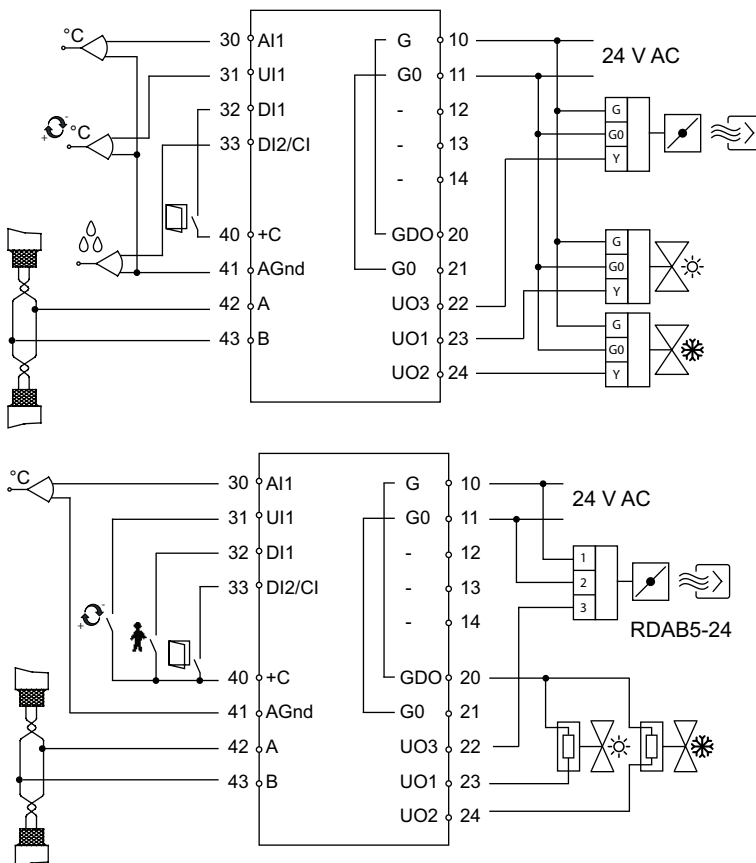 °C
30 AI1 G 10
24 V AC
31 UI1 G0 11
+ - °C
32 DI1 - 12
G
G0
Y
33 DI2/CI - 13
- 14
40 +C GDO 20
G
G0
Y
41 AGnd G0 21
42 A UO3 22
43 B UO1 23
G
G0
Y
UO2 24
°C
30 AI1 G 10
24 V AC
31 UI1 G0 11
32 DI1 - 12
1
2
3
33 DI2/CI - 13
+ -
- 14
RDAB5-24
40 +C GDO 20
41 AGnd G0 21
42 A UO3 22
43 B UO1 23
UO2 24